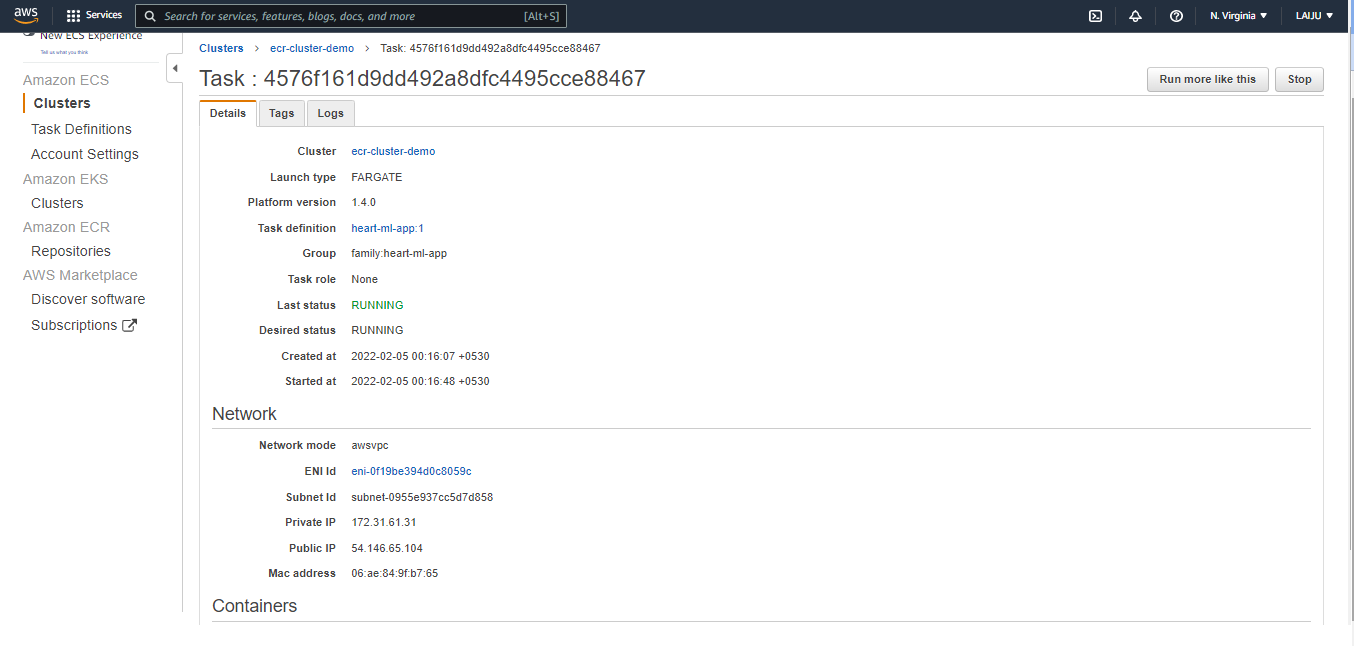 aws Services Search for services, features, blogs, docs, and more [Alt+S] N. Virginia ▼ LAIJU ▼
New ECS Experience
Tell us what you think
Amazon ECS
Clusters
Task Definitions
Account Settings
Amazon EKS
Clusters
Amazon ECR
Repositories
AWS Marketplace
Discover software
Subscriptions
Clusters > ecr-cluster-demo > Task: 4576f161d9dd492a8dfc4495cce88467
Task : 4576f161d9dd492a8dfc4495cce88467
Run more like this Stop
Details Tags Logs
Cluster ecr-cluster-demo
Launch type FARGATE
Platform version 1.4.0
Task definition heart-ml-app:1
Group family:heart-ml-app
Task role None
Last status RUNNING
Desired status RUNNING
Created at 2022-02-05 00:16:07 +0530
Started at 2022-02-05 00:16:48 +0530
Network
Network mode awsvpc
ENI Id eni-0f19be394d0c8059c
Subnet Id subnet-0955e937cc5d7d858
Private IP 172.31.61.31
Public IP 54.146.65.104
Mac address 06:ae:84:9f:b7:65
Containers